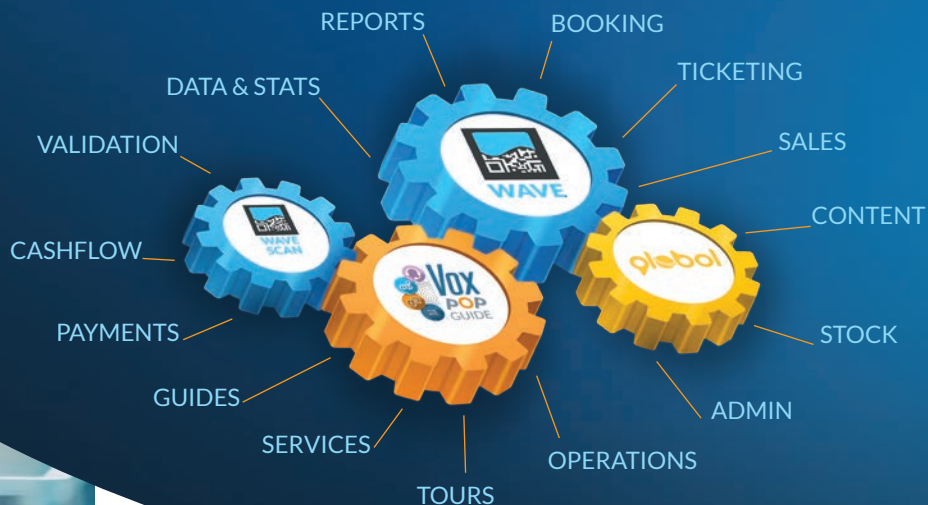 REPORTS
BOOKING
DATA & STATS
TICKETING
VALIDATION
SALES
WAVE
CONTENT
WAVE
SCAN
CASHFLOW
Vox
POP
GUIDE
globol
PAYMENTS
STOCK
GUIDES
ADMIN
SERVICES
OPERATIONS
TOURS